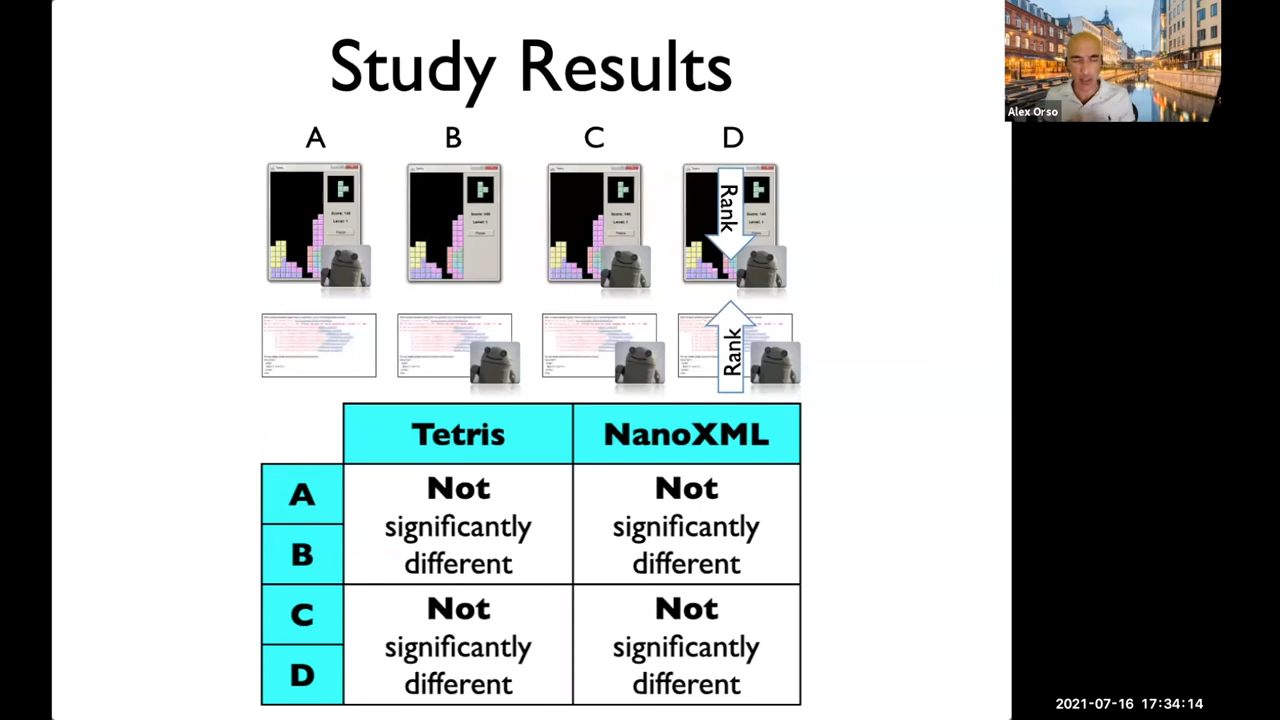 Study Results
A B C D
Rank
Rank
Tetris NanoXML
A
B
C
D
Not
significantly
different
Not
significantly
different
Not
significantly
different
Not
significantly
different
Alex Orso
2021-07-16 17:34:14